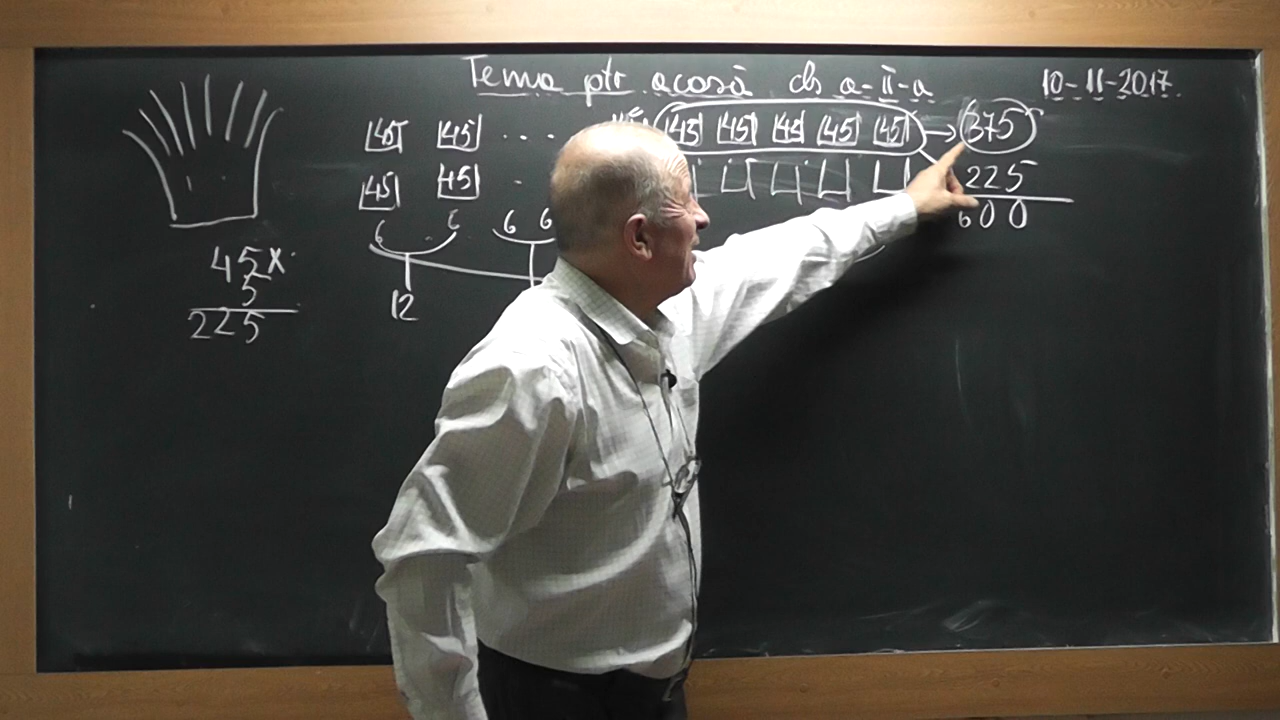 Tema ptr acasă cls a-II-a 10-11-2017.
45 45 ... 45 45 45 45 45 → 375
45 45 . 225
600
6 6 6 6
12
45x
5
225